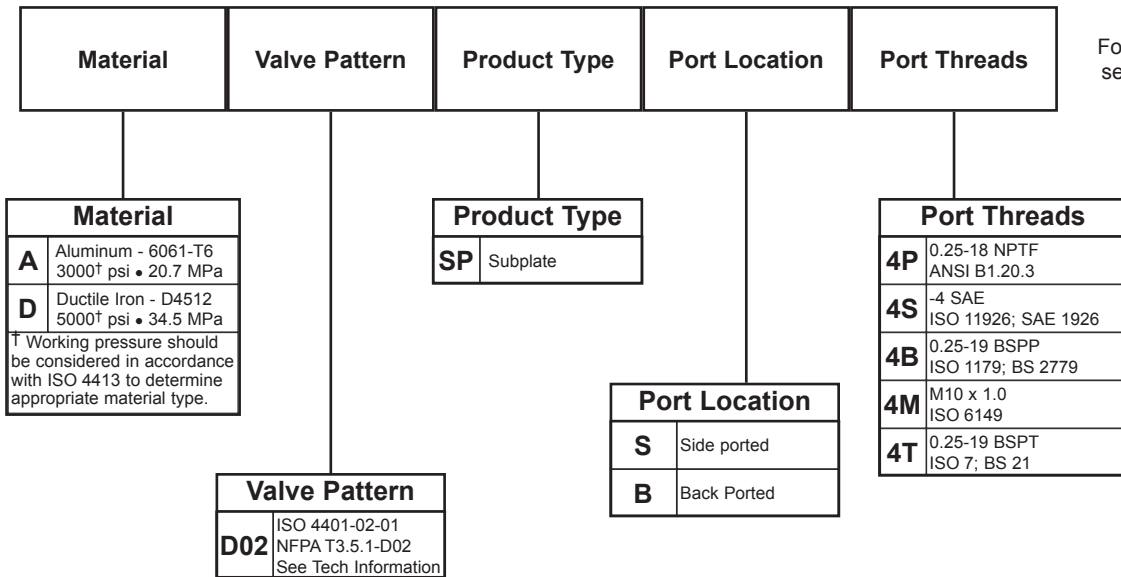 Material
Valve Pattern
Product Type
Port Location
Port Threads
Material
A
Aluminum - 6061-T6
3000† psi • 20.7 MPa
D
Ductile Iron - D4512
5000† psi • 34.5 MPa
† Working pressure should
be considered in accordance
with ISO 4413 to determine
appropriate material type.
Valve Pattern
D02
ISO 4401-02-01
NFPA T3.5.1-D02
See Tech Information
Product Type
SP
Subplate
Port Location
S
Side ported
B
Back Ported
Port Threads
4P
0.25-18 NPTF
ANSI B1.20.3
4S
-4 SAE
ISO 11926; SAE 1926
4B
0.25-19 BSPP
ISO 1179; BS 2779
4M
M10 x 1.0
ISO 6149
4T
0.25-19 BSPT
ISO 7; BS 21